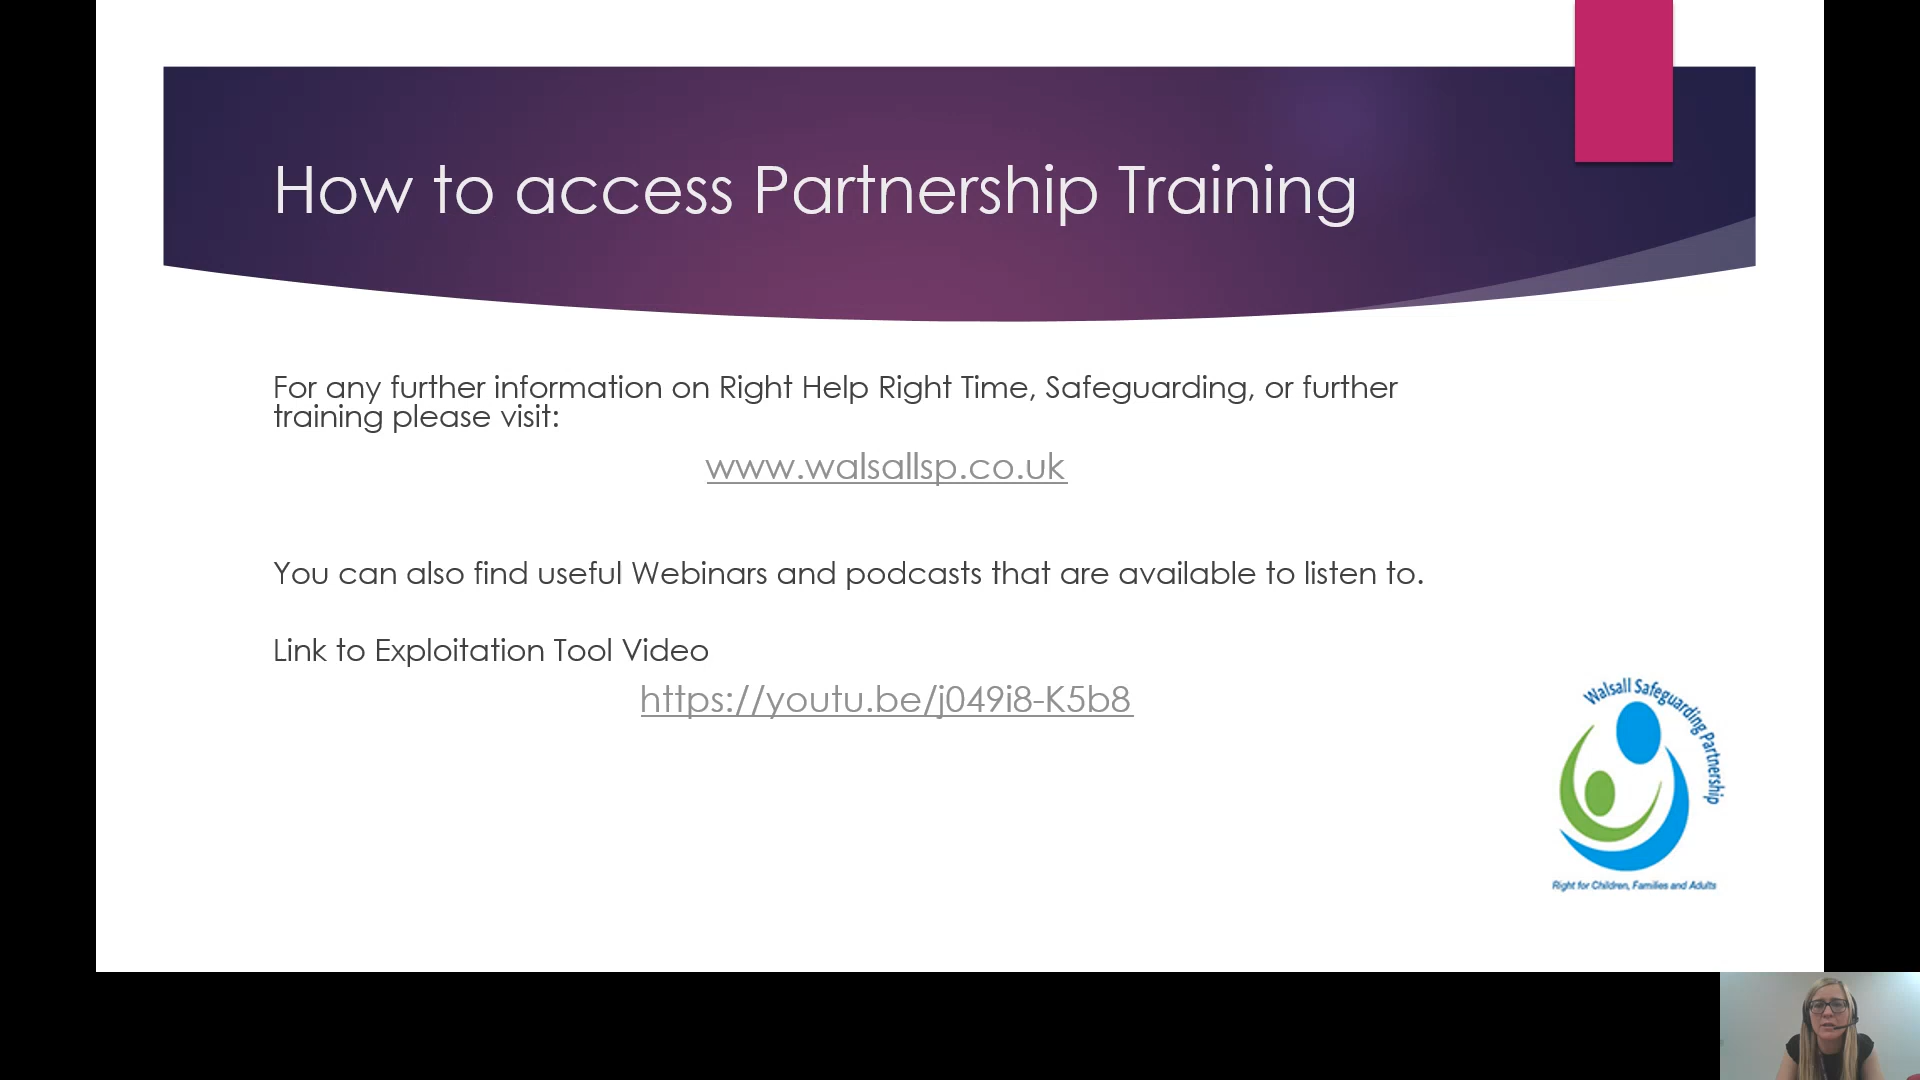 How to access Partnership Training
For any further information on Right Help Right Time, Safeguarding, or further
training please visit:
www.walsallsp.co.uk
You can also find useful Webinars and podcasts that are available to listen to.
Link to Exploitation Tool Video
https://youtu.be/j049i8-K5b8
Walsall Safeguarding Partnership
Right for Children, Families and Adults